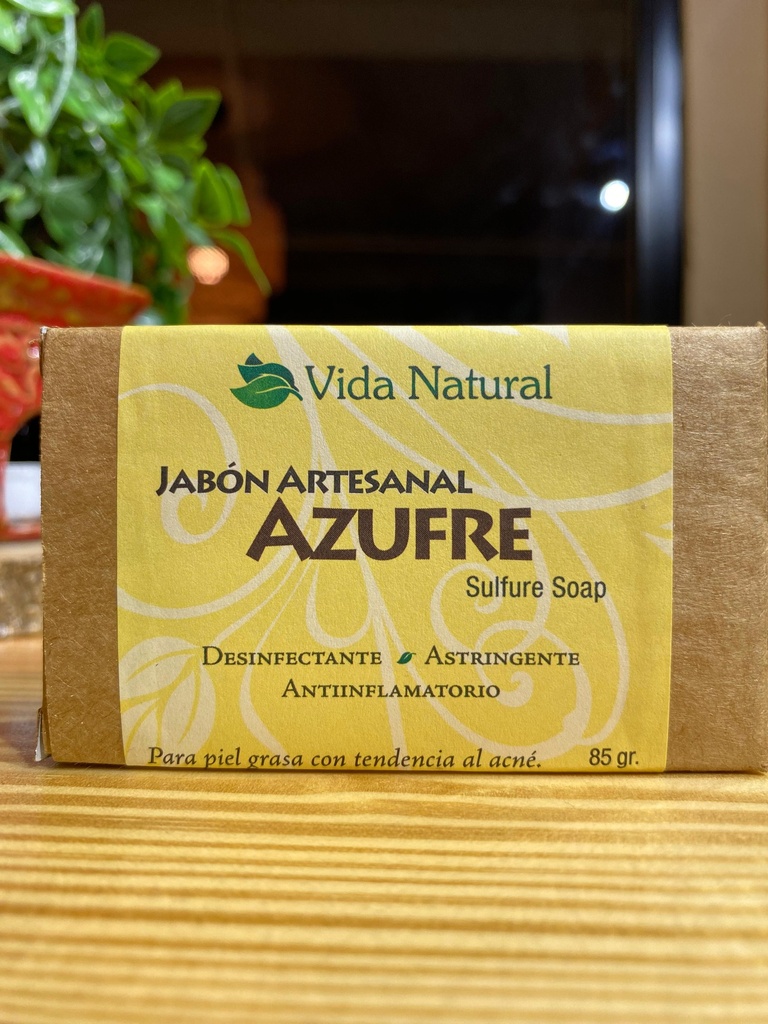 Vida Natural
JABÓN ARTESANAL
AZUFRE
Sulfure Soap
DESINFECTANTE ASTRINGENTE
ANTIINFLAMATORIO
Para piel grasa con tendencia al acné. 85 gr.